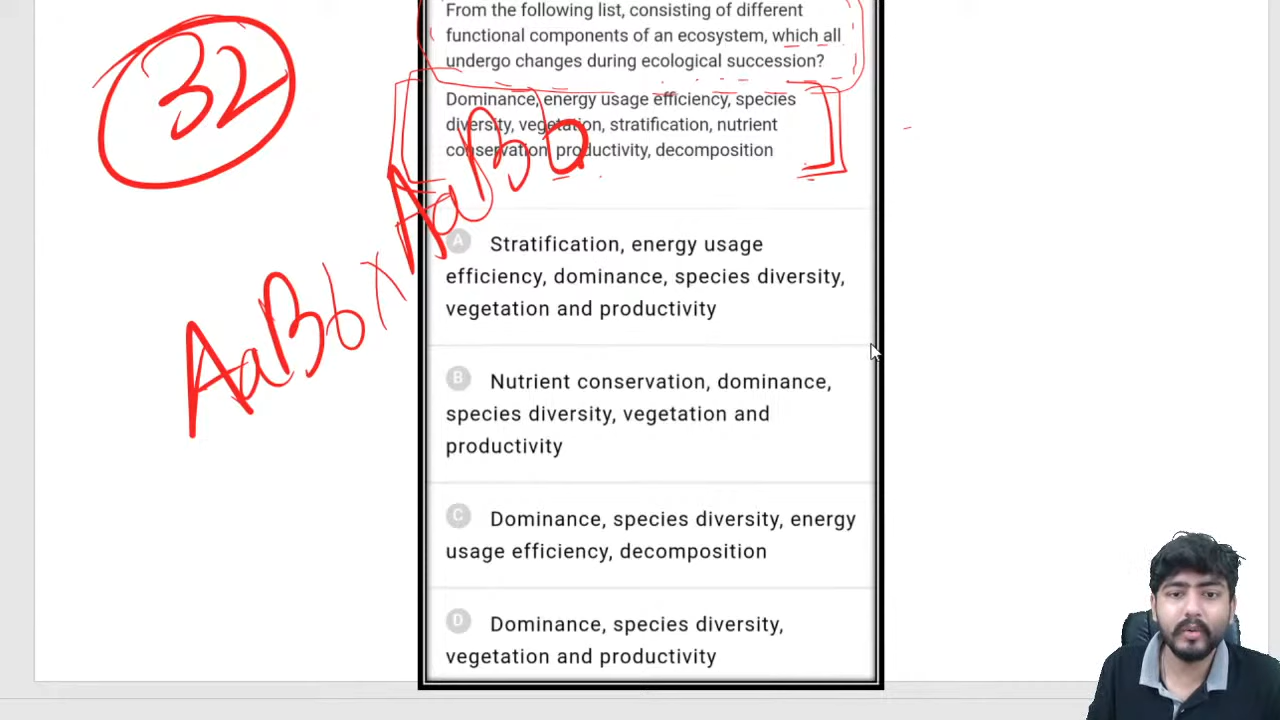 32
From the following list, consisting of different
functional components of an ecosystem, which all
undergo changes during ecological succession?
Dominance, energy usage efficiency, species
diversity, vegetation, stratification, nutrient
conservation, productivity, decomposition
AaBb x AaBb
A Stratification, energy usage
efficiency, dominance, species diversity,
vegetation and productivity
B Nutrient conservation, dominance,
species diversity, vegetation and
productivity
C Dominance, species diversity, energy
usage efficiency, decomposition
D Dominance, species diversity,
vegetation and productivity